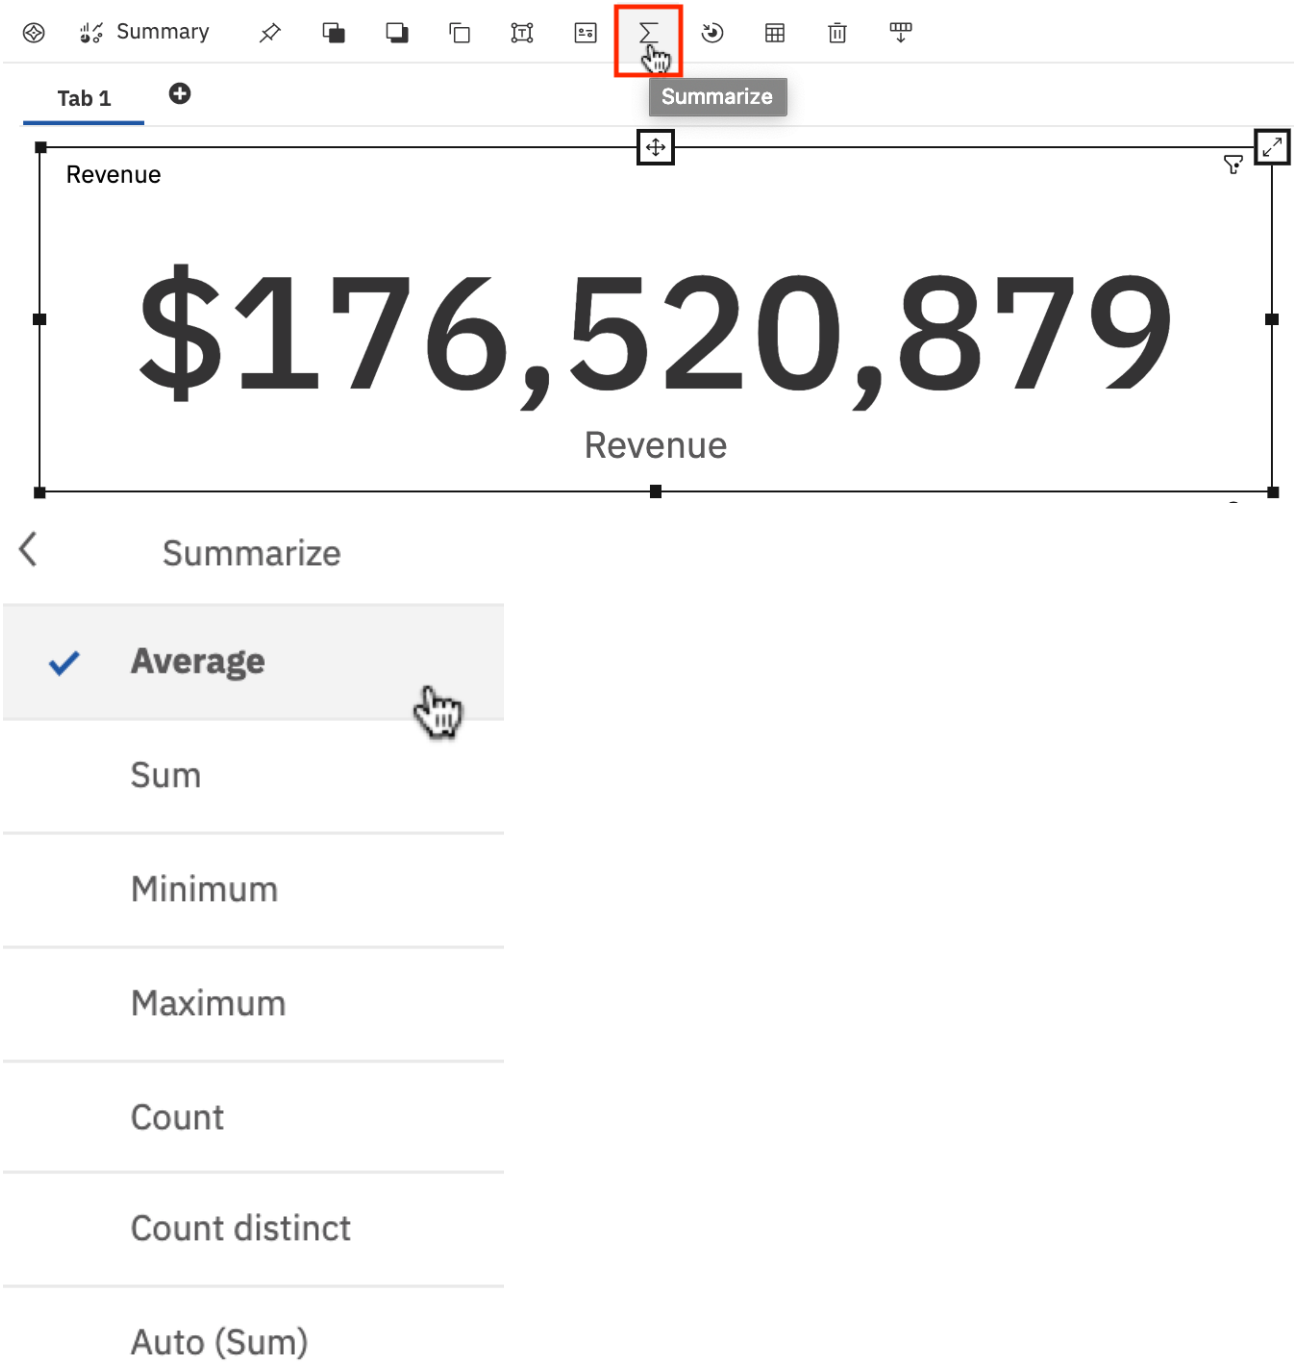 Summary
Summarize
Tab 1
Revenue
$176,520,879
Revenue
Summarize
Average
Sum
Minimum
Maximum
Count
Count distinct
Auto (Sum)